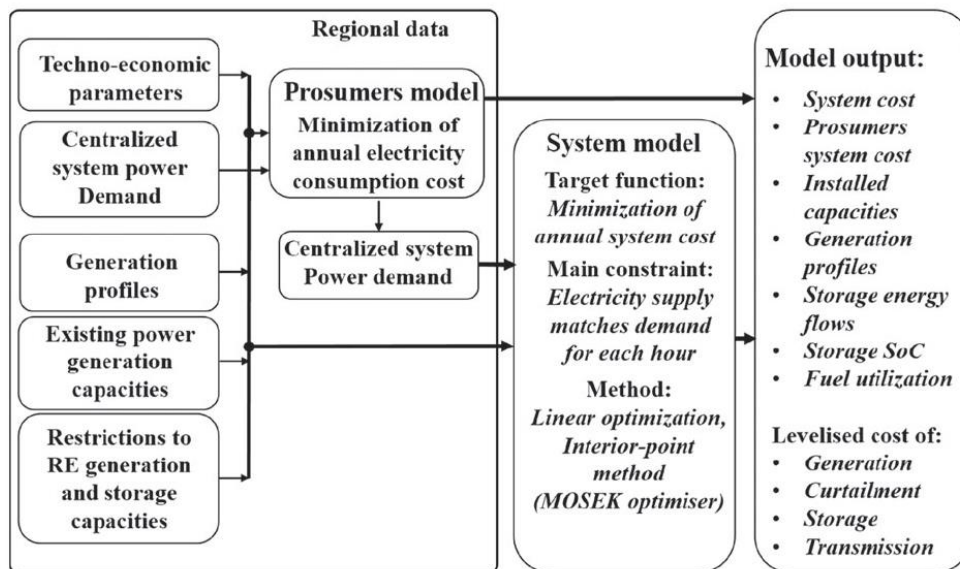 Regional data
Techno-economic
parameters
Centralized
system power
Demand
Generation
profiles
Existing power
generation
capacities
Restrictions to
RE generation
and storage
capacities
Prosumers model
Minimization of
annual electricity
consumption cost
Centralized system
Power demand
System model
Target function:
Minimization of
annual system cost
Main constraint:
Electricity supply
matches demand
for each hour
Method:
Linear optimization,
Interior-point
method
(MOSEK optimiser)
Model output:
• System cost
• Prosumers
system cost
• Installed
capacities
• Generation
profiles
• Storage energy
flows
• Storage SoC
• Fuel utilization
Levelised cost of:
• Generation
• Curtailment
• Storage
• Transmission